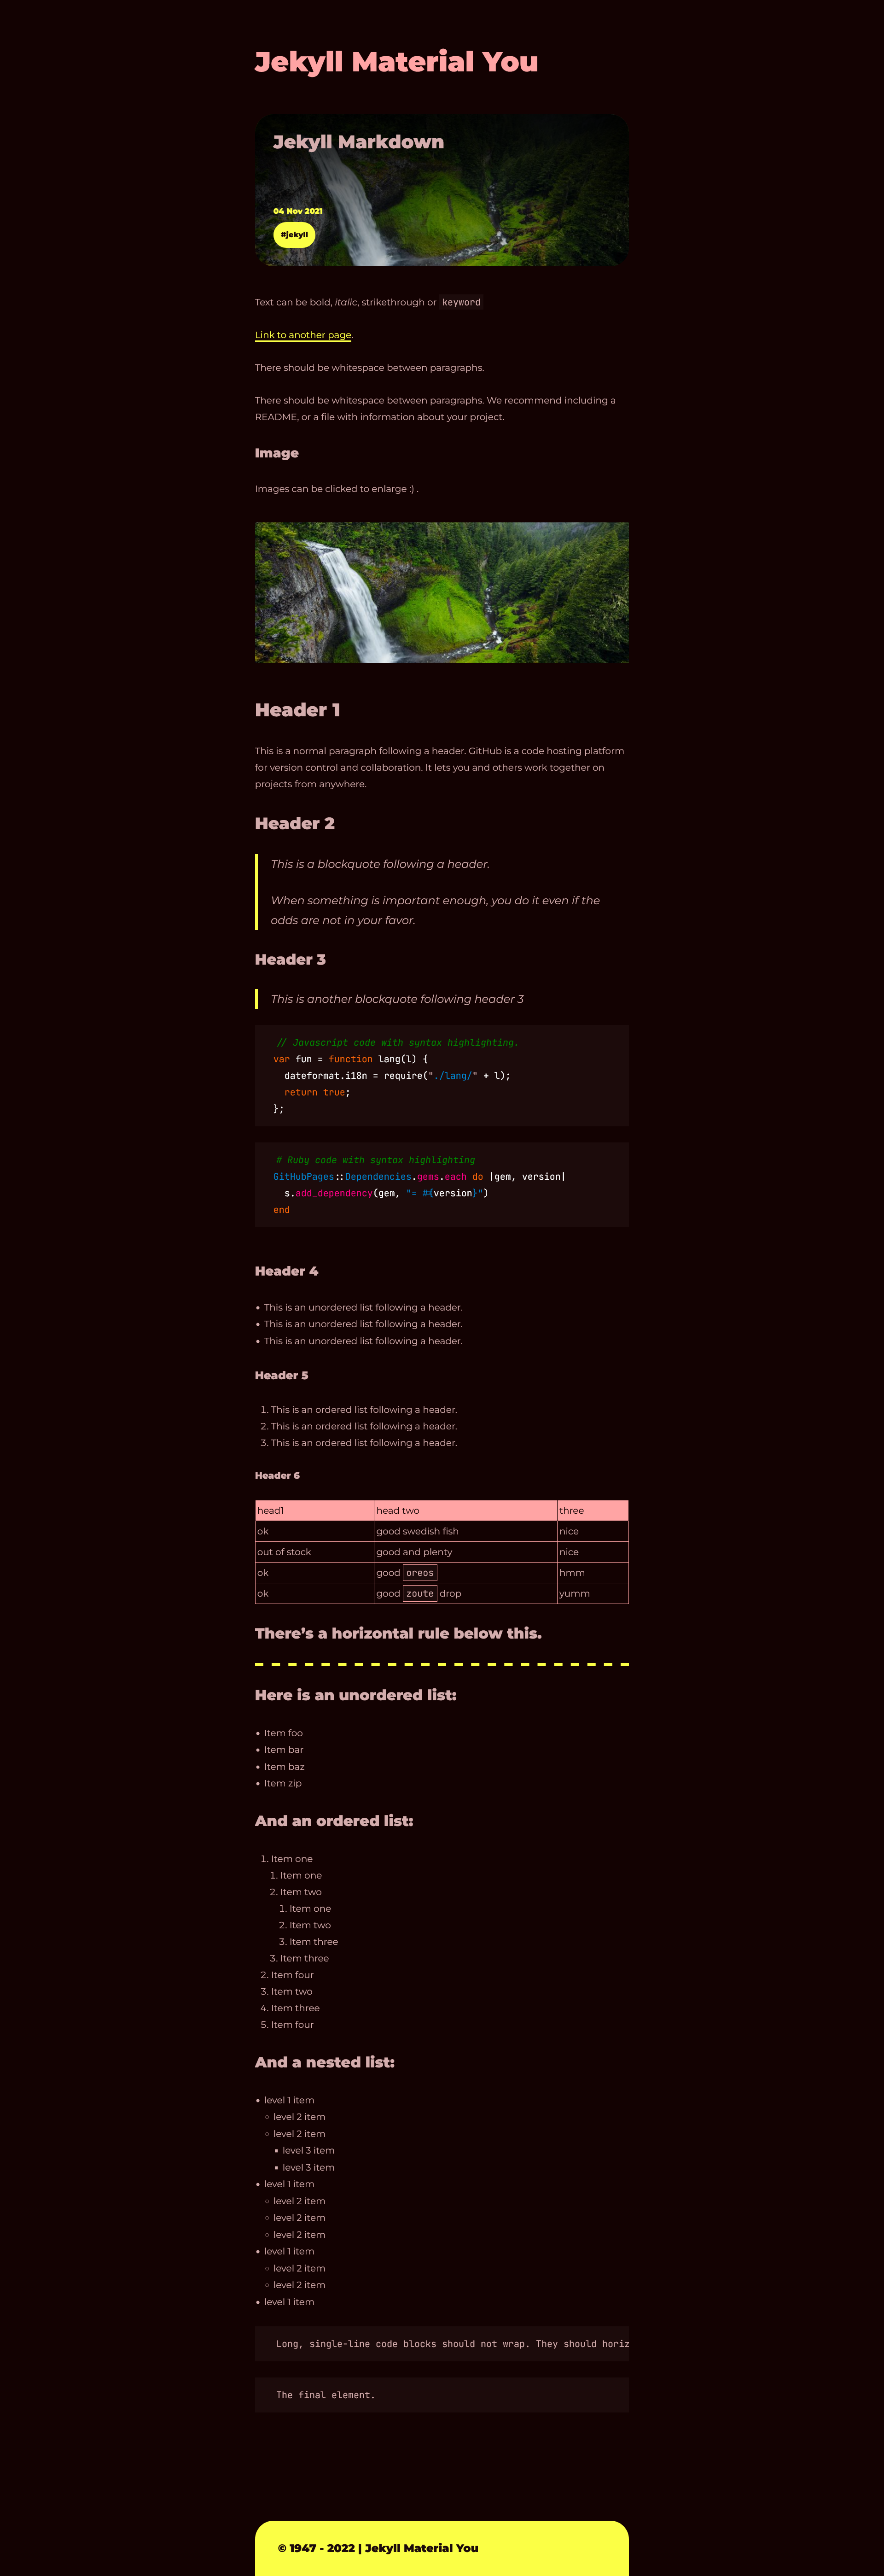 Jekyll Material You
Jekyll Markdown
04 Nov 2021
#jekyll
Text can be bold, italic, strikethrough or keyword
Link to another page.
There should be whitespace between paragraphs.
There should be whitespace between paragraphs. We recommend including a
README, or a file with information about your project.
Image
Images can be clicked to enlarge :) .
Header 1
This is a normal paragraph following a header. GitHub is a code hosting platform
for version control and collaboration. It lets you and others work together on
projects from anywhere.
Header 2
This is a blockquote following a header.
When something is important enough, you do it even if the
odds are not in your favor.
Header 3
This is another blockquote following header 3
// Javascript code with syntax highlighting.
var fun = function lang(l) {
  dateformat.i18n = require("./lang/" + l);
  return true;
};
# Ruby code with syntax highlighting
GitHubPages::Dependencies.gems.each do |gem, version|
  s.add_dependency(gem, "= #{version}")
end
Header 4
• This is an unordered list following a header.
• This is an unordered list following a header.
• This is an unordered list following a header.
Header 5
1. This is an ordered list following a header.
2. This is an ordered list following a header.
3. This is an ordered list following a header.
Header 6
head1 head two three
ok good swedish fish nice
out of stock good and plenty nice
ok good oreos hmm
ok good zoute drop yumm
There’s a horizontal rule below this.
Here is an unordered list:
• Item foo
• Item bar
• Item baz
• Item zip
And an ordered list:
1. Item one
1. Item one
2. Item two
1. Item one
2. Item two
3. Item three
3. Item three
2. Item four
3. Item two
4. Item three
5. Item four
And a nested list:
• level 1 item
◦ level 2 item
◦ level 2 item
▪ level 3 item
▪ level 3 item
• level 1 item
◦ level 2 item
◦ level 2 item
◦ level 2 item
• level 1 item
◦ level 2 item
◦ level 2 item
• level 1 item
Long, single-line code blocks should not wrap. They should horiz
The final element.
© 1947 - 2022 | Jekyll Material You